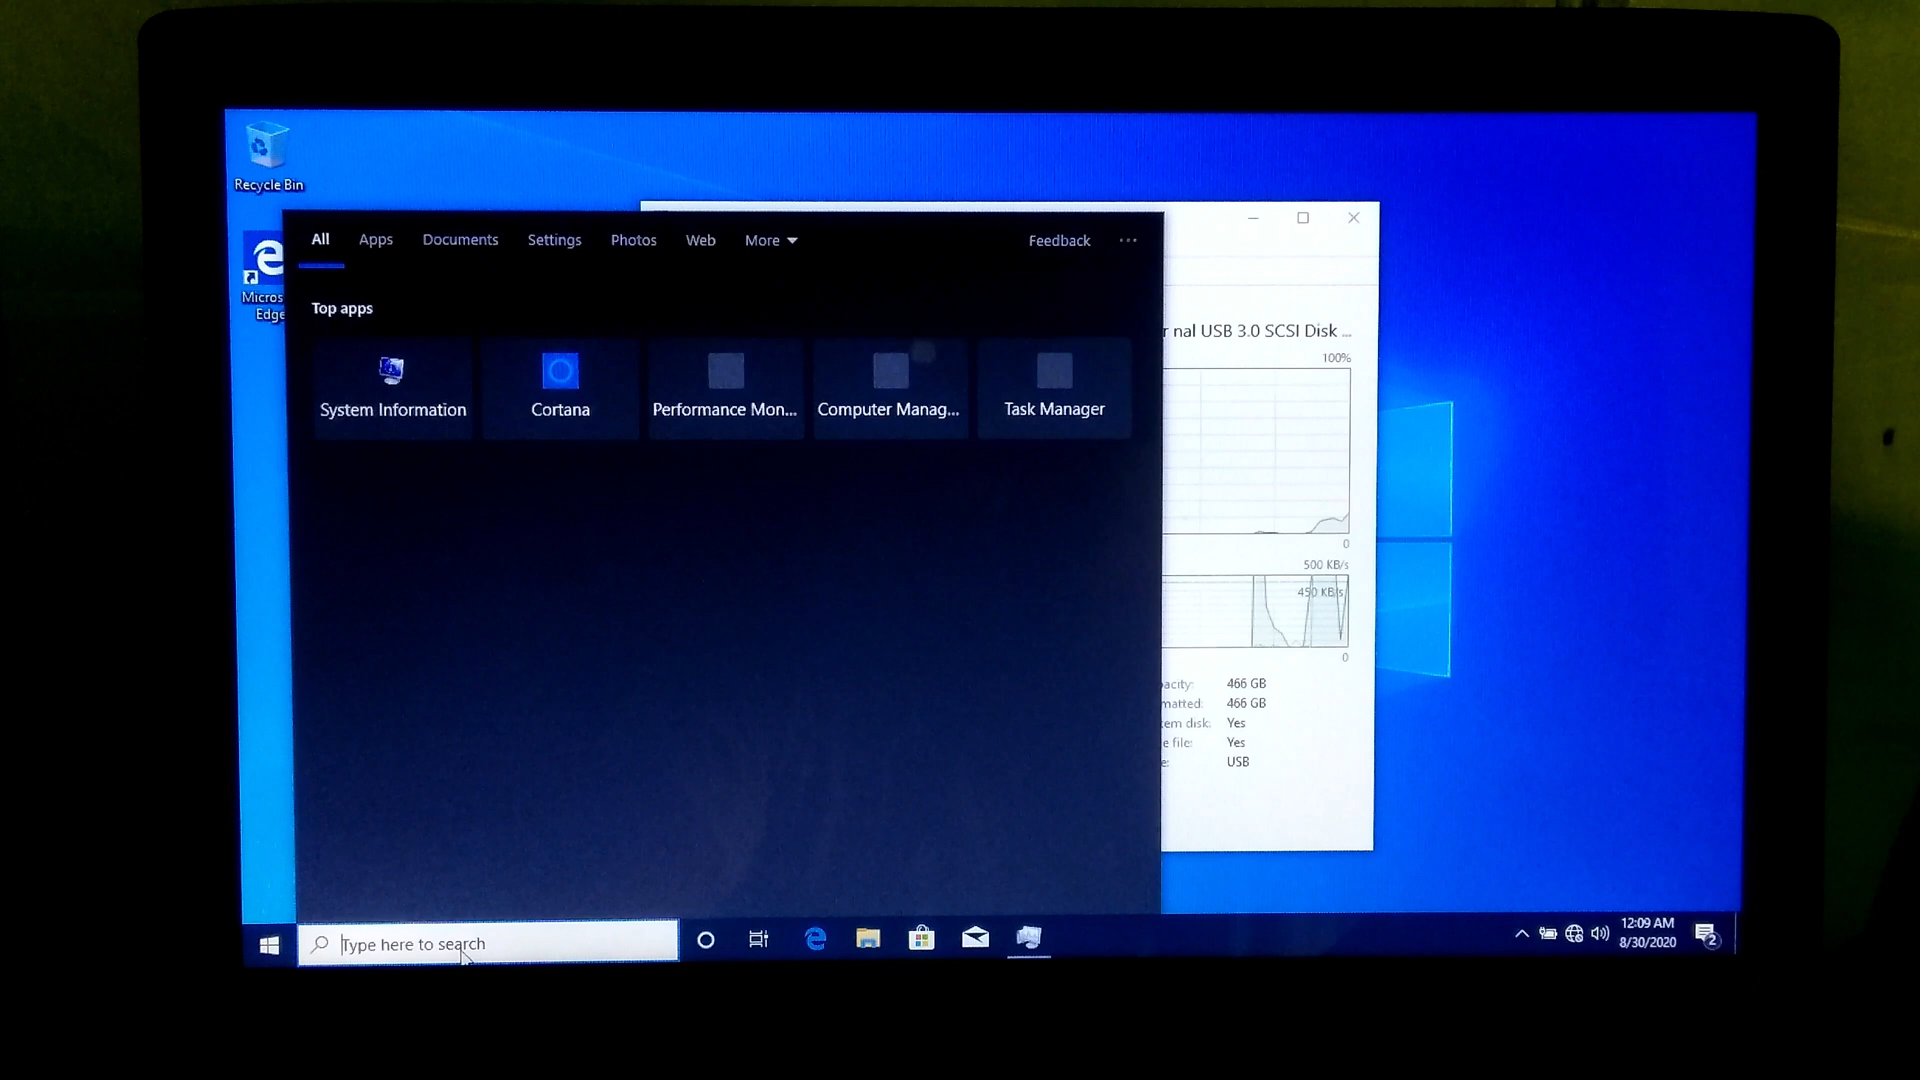 Recycle Bin
Micros
Edge
All Apps Documents Settings Photos Web More Feedback
Top apps
System Information
Cortana
Performance Mon...
Computer Manag...
Task Manager
nal USB 3.0 SCSI Disk ...
100%
0
500 KB/s
450 KB/s
0
acity: 466 GB
matted: 466 GB
em disk: Yes
e file: Yes
e: USB
Type here to search
12:09 AM
8/30/2020
2